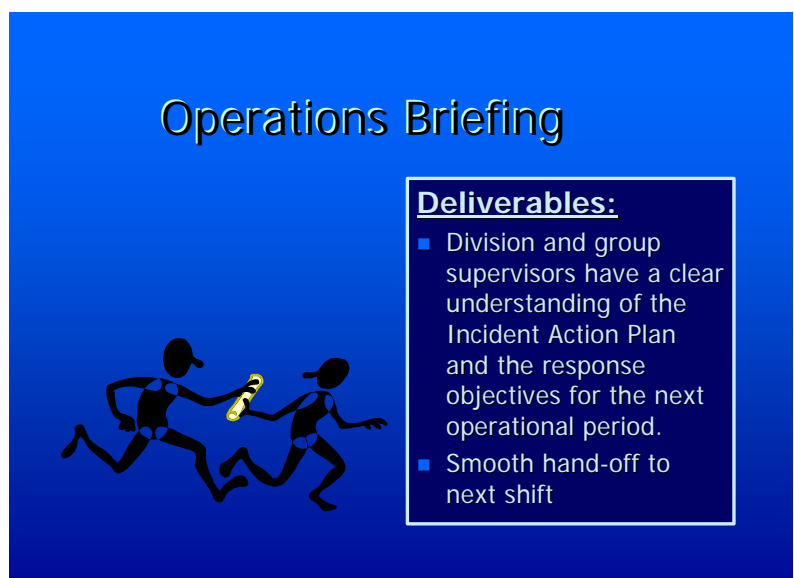 Operations Briefing
Deliverables:
■ Division and group
supervisors have a clear
understanding of the
Incident Action Plan
and the response
objectives for the next
operational period.
■ Smooth hand-off to
next shift